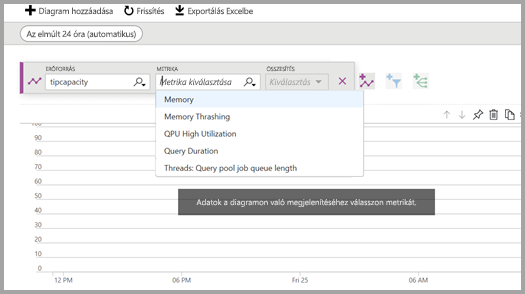 Diagram hozzáadása Frissítés Exportálás Excelbe
Az elmúlt 24 óra (automatikus)
ERŐFORRÁS METRIKA ÖSSZESÍTÉS
tipcapacity Metrika kiválasztása Kiválasztás
Memory
Memory Thrashing
QPU High Utilization
Query Duration
Threads: Query pool job queue length
100
90
80
70
60
50
40
30
20
10
0
Adatok a diagramon való megjelenítéséhez válasszon metrikát.
12 PM 06 PM Fri 25 06 AM